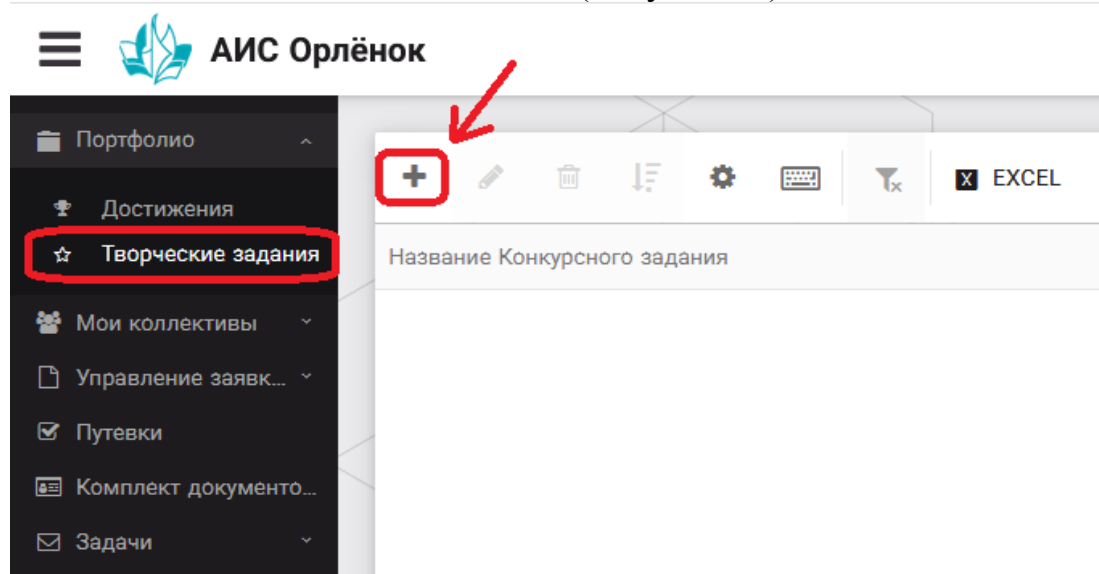 АИС Орлёнок
Портфолио
Достижения
Творческие задания
Мои коллективы
Управление заявк...
Путевки
Комплект документо...
Задачи
EXCEL
Название Конкурсного задания